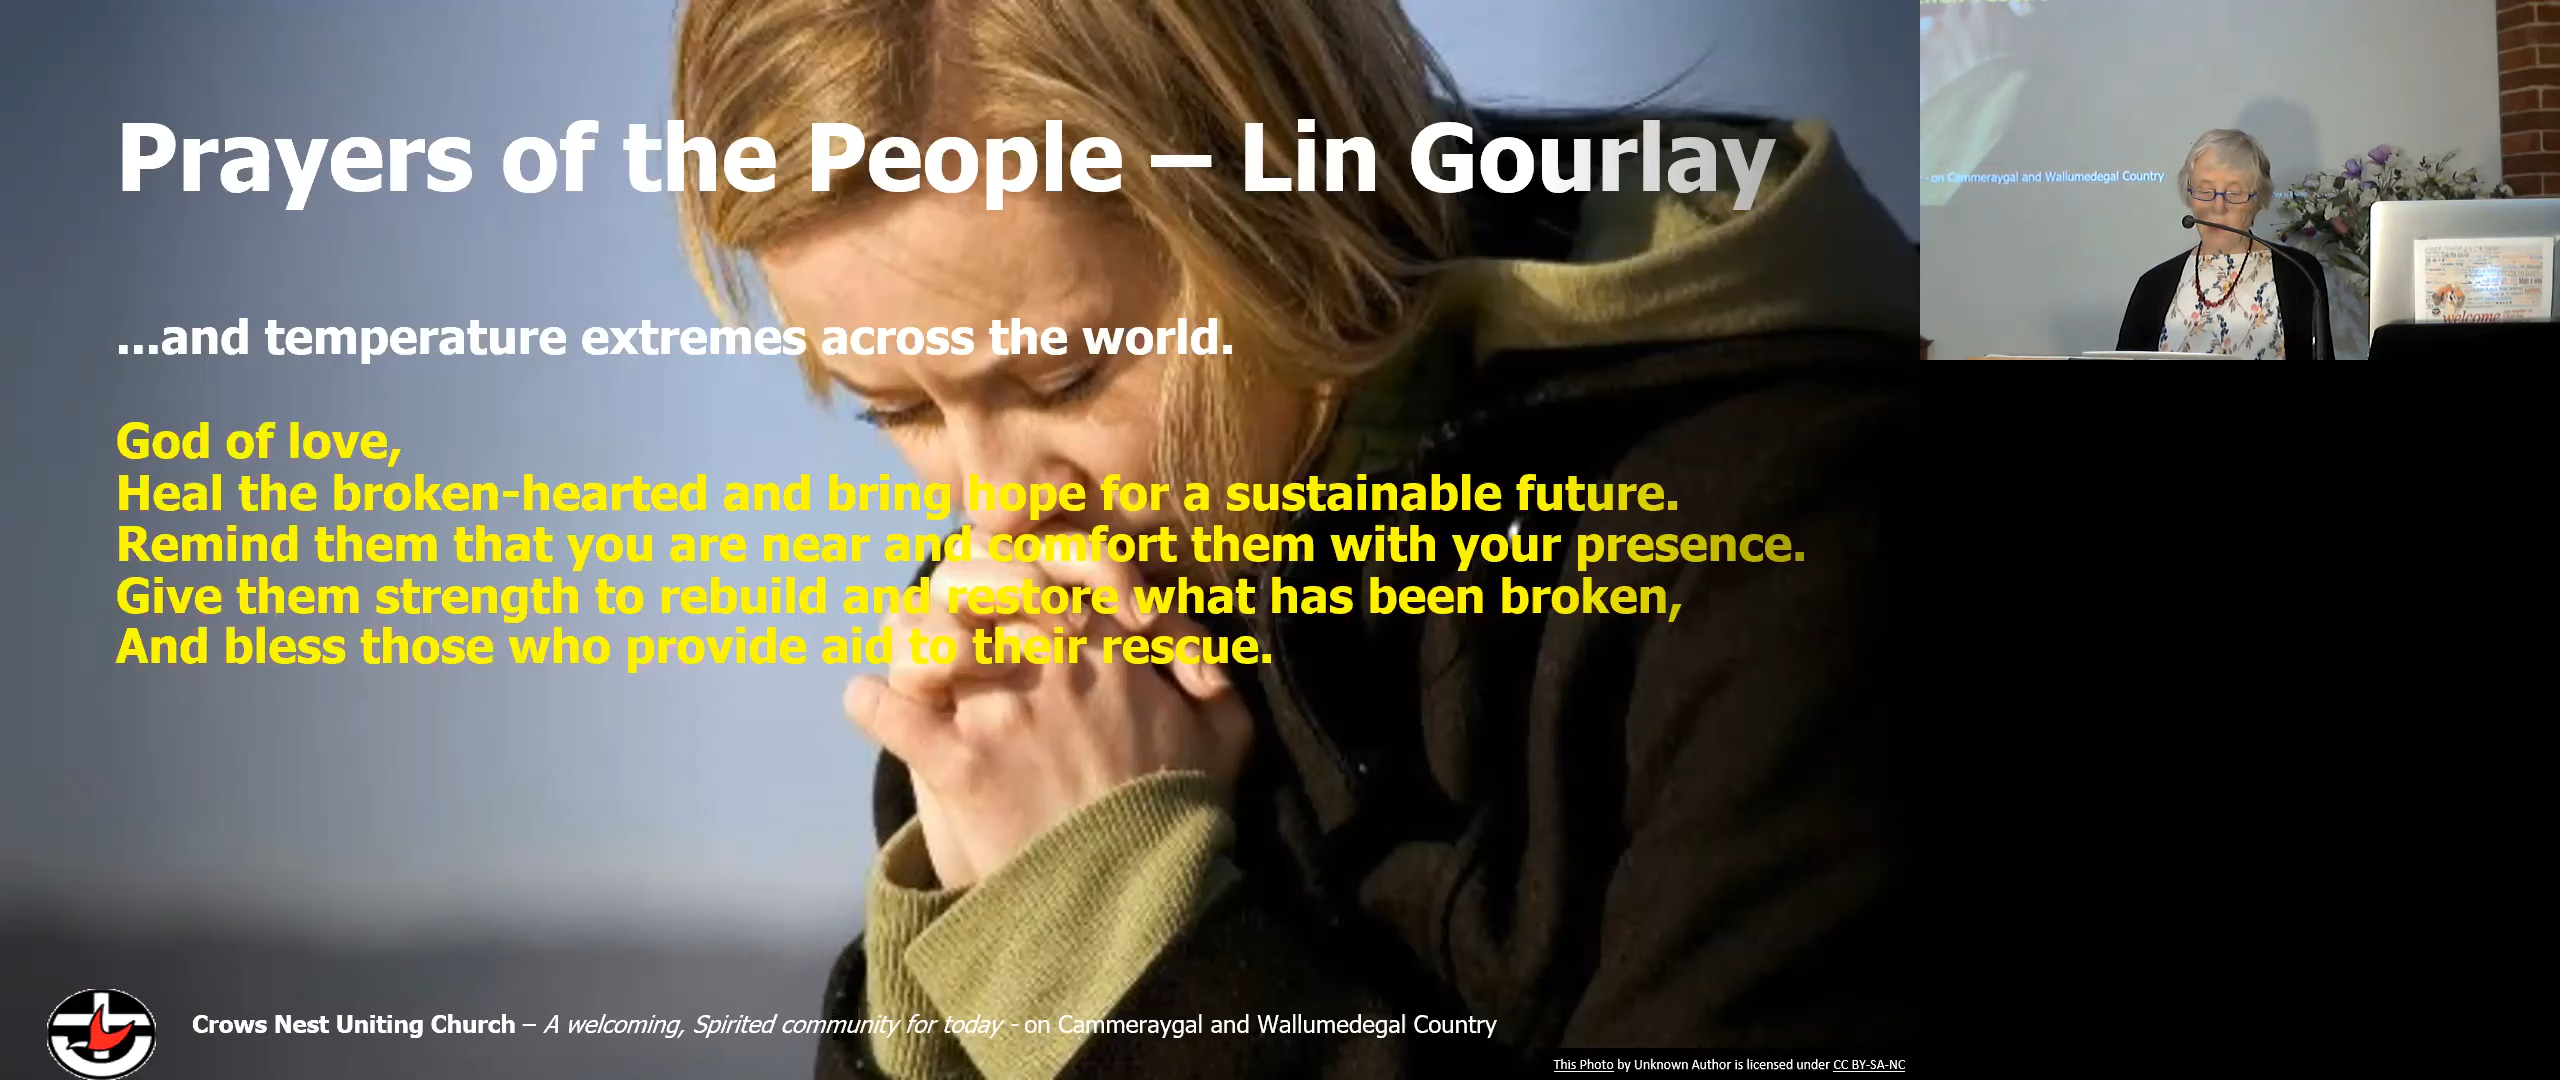 Prayers of the People – Lin Gourlay
...and temperature extremes across the world.
God of love,
Heal the broken-hearted and bring hope for a sustainable future.
Remind them that you are near and comfort them with your presence.
Give them strength to rebuild and restore what has been broken,
And bless those who provide aid to their rescue.
Crows Nest Uniting Church – A welcoming, Spirited community for today - on Cammeraygal and Wallumedegal Country
This Photo by Unknown Author is licensed under CC BY-SA-NC
- on Cammeraygal and Wallumedegal Country
welcome